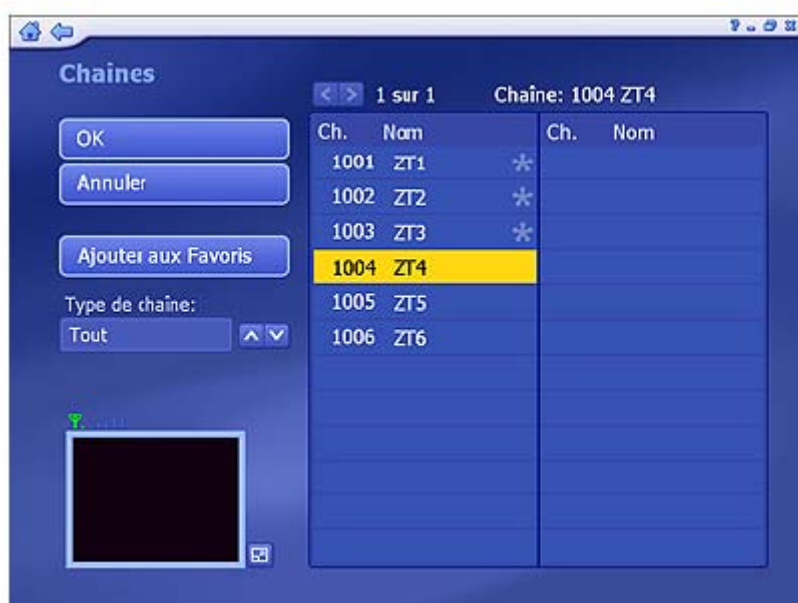 Chaines
1 sur 1 Chaîne: 1004 ZT4
OK
Annuler
Ajouter aux Favoris
Type de chaîne:
Tout
Ch. Nom Ch. Nom
1001 ZT1 *
1002 ZT2 *
1003 ZT3 *
1004 ZT4
1005 ZT5
1006 ZT6